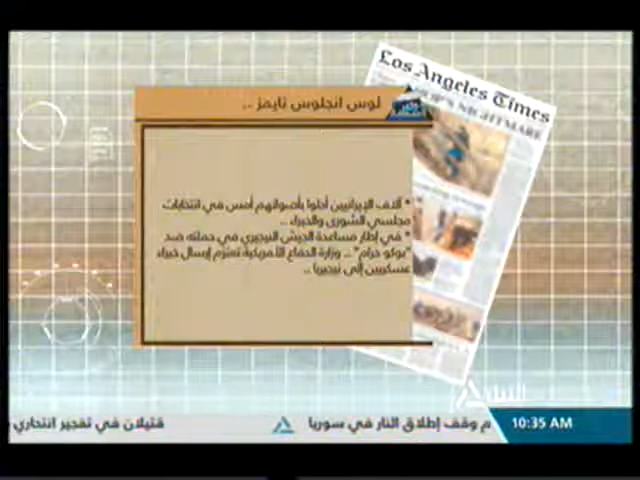 Los Angeles Times
NIGHTMARE
لوس انجلوس تايمز ..
* آلاف الإيرانيين أدلوا بأصواتهم أمس في انتخابات
مجلسي الشورى والخبراء ..
* في إطار مساعدة الجيش النيجيري في حملته ضد
"بوكو حرام" .. وزارة الدفاع الأمريكية تعتزم إرسال خبراء
عسكريين إلى نيجيريا ..
النيل
10:35 AM
م وقف إطلاق النار في سوريا
قتيلان في تفجير انتحاري